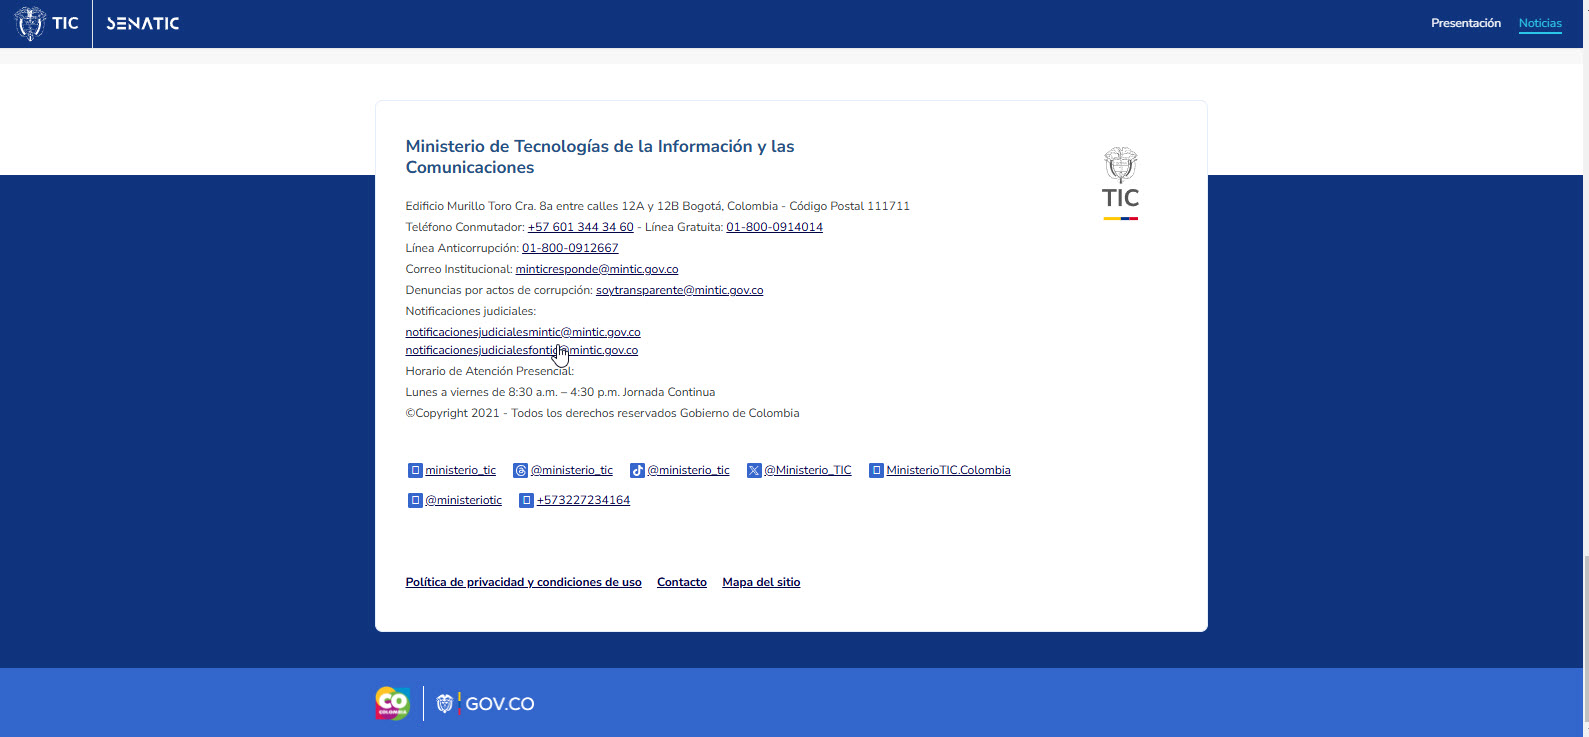 TIC SENATIC Presentación Noticias
Ministerio de Tecnologías de la Información y las
Comunicaciones
TIC
Edificio Murillo Toro Cra. 8a entre calles 12A y 12B Bogotá, Colombia - Código Postal 111711
Teléfono Conmutador: +57 601 344 34 60 - Línea Gratuita: 01-800-0914014
Línea Anticorrupción: 01-800-0912667
Correo Institucional: minticresponde@mintic.gov.co
Denuncias por actos de corrupción: soytransparente@mintic.gov.co
Notificaciones judiciales:
notificacionesjudicialesmintic@mintic.gov.co
notificacionesjudicialesfontic@mintic.gov.co
Horario de Atención Presencial:
Lunes a viernes de 8:30 a.m. – 4:30 p.m. Jornada Continua
©Copyright 2021 - Todos los derechos reservados Gobierno de Colombia
ministerio_tic @ministerio_tic @ministerio_tic @Ministerio_TIC MinisterioTIC.Colombia
@ministeriotic +573227234164
Política de privacidad y condiciones de uso Contacto Mapa del sitio
CO COLOMBIA GOV.CO